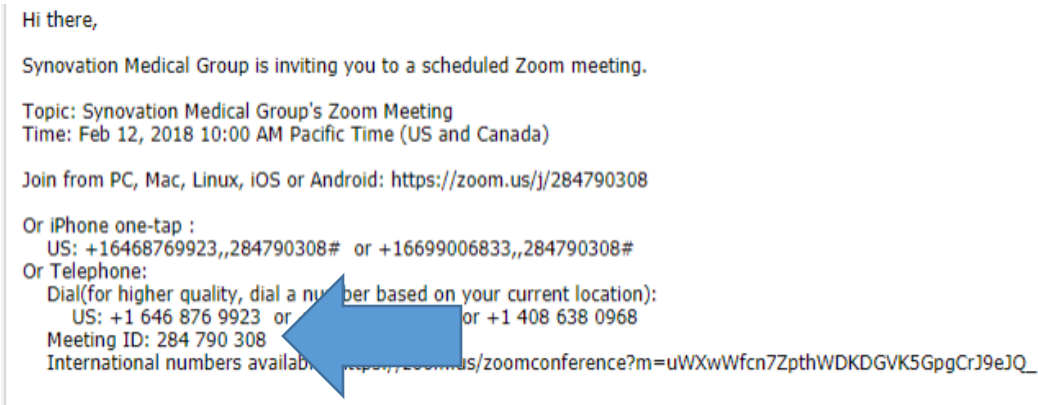 Hi there,
Synovation Medical Group is inviting you to a scheduled Zoom meeting.
Topic: Synovation Medical Group's Zoom Meeting
Time: Feb 12, 2018 10:00 AM Pacific Time (US and Canada)
Join from PC, Mac, Linux, iOS or Android: https://zoom.us/j/284790308
Or iPhone one-tap :
US: +16468769923,,284790308# or +16699006833,,284790308#
Or Telephone:
Dial(for higher quality, dial a number based on your current location):
US: +1 646 876 9923 or or +1 408 638 0968
Meeting ID: 284 790 308
International numbers us/zoomconference?m=uWXwWfcn7ZpthWDKDGVK5GpgCrJ9eJQ_